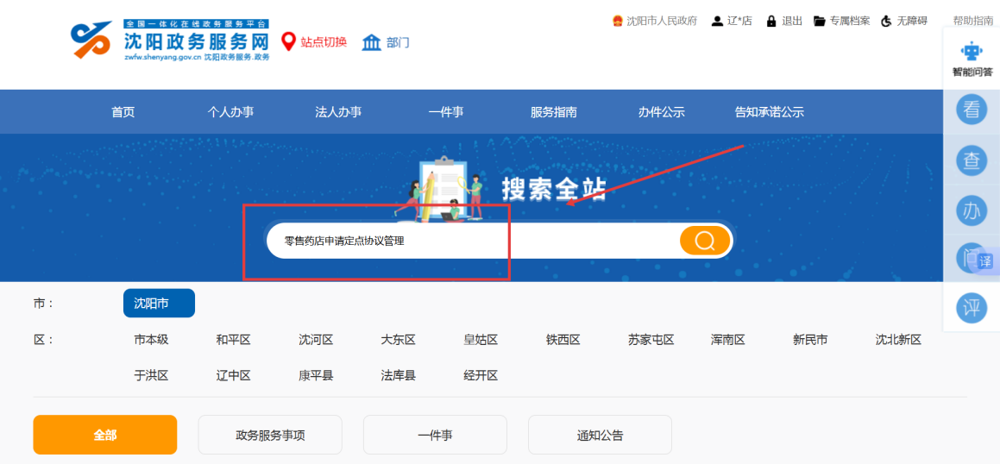 全国一体化在线政务服务平台
沈阳政务服务网
zwfw.shenyang.gov.cn 沈阳政务服务.政务
站点切换 部门
沈阳市人民政府 辽*店 退出 专属档案 无障碍 帮助指南
智能问答
首页 个人办事 法人办事 一件事 服务指南 办件公示 告知承诺公示
看
查
办
问
译
评
搜索全站
零售药店申请定点协议管理
市： 沈阳市
区： 市本级 和平区 沈河区 大东区 皇姑区 铁西区 苏家屯区 浑南区 新民市 沈北新区
于洪区 辽中区 康平县 法库县 经开区
全部 政务服务事项 一件事 通知公告